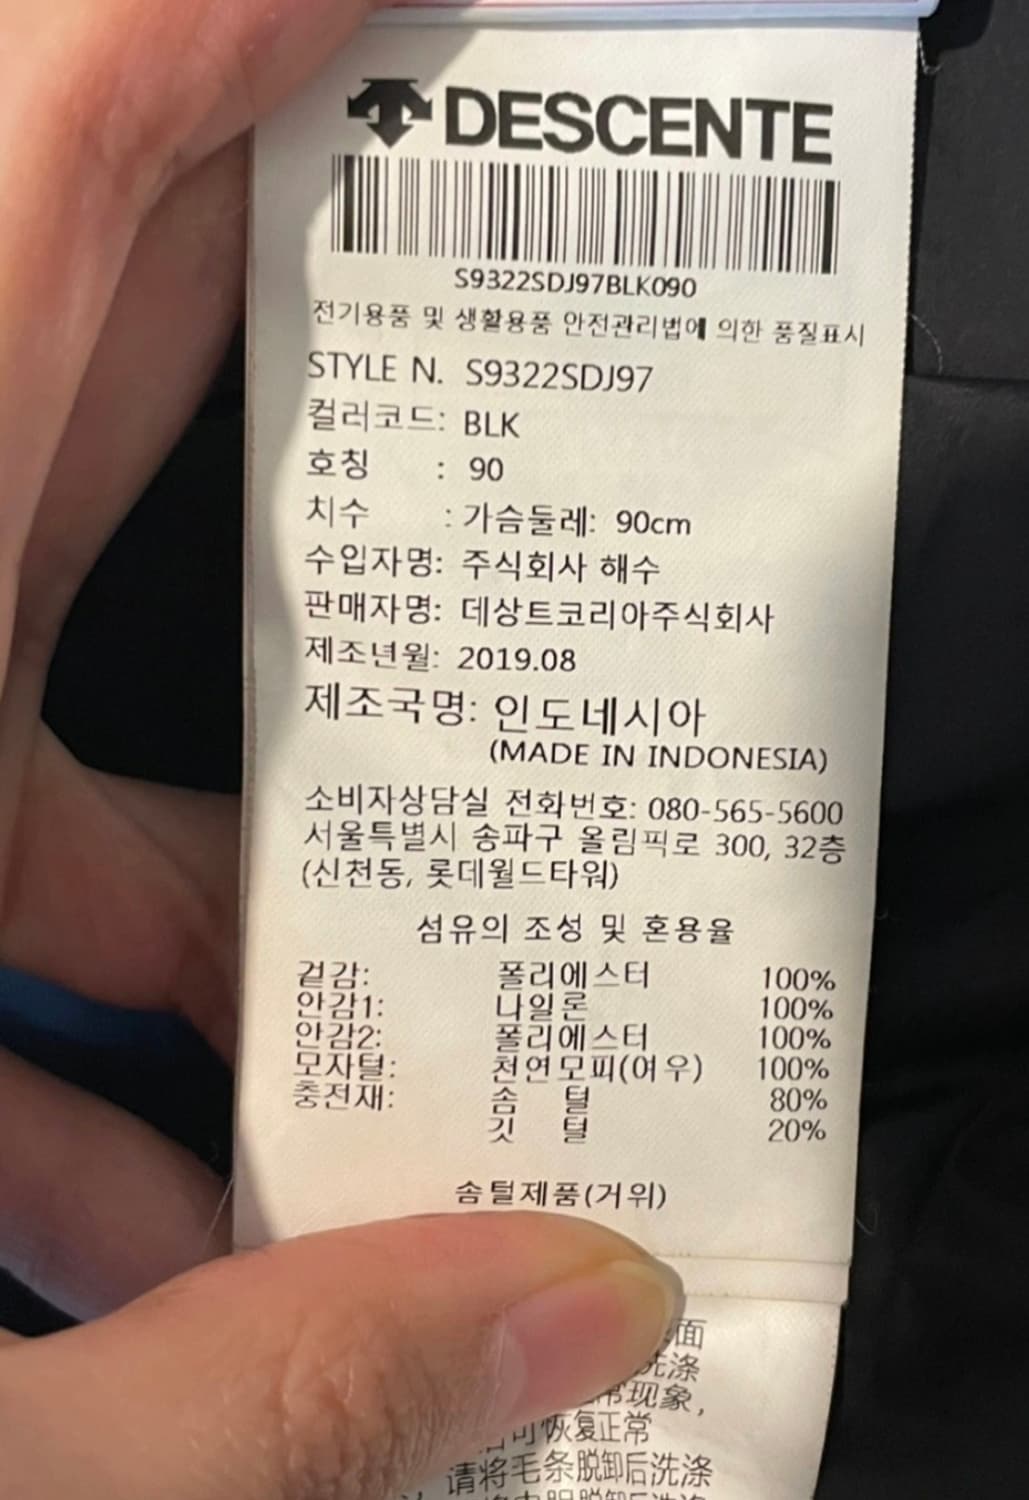 DESCENTE
S9322SDJ97BLK090
전기용품 및 생활용품 안전관리법에 의한 품질표시
STYLE N. S9322SDJ97
컬러코드: BLK
호칭 : 90
치수 : 가슴둘레: 90cm
수입자명: 주식회사 해수
판매자명: 데상트코리아주식회사
제조년월: 2019.08
제조국명: 인도네시아
(MADE IN INDONESIA)
소비자상담실 전화번호: 080-565-5600
서울특별시 송파구 올림픽로 300, 32층
(신천동, 롯데월드타워)
섬유의 조성 및 혼용율
겉감: 폴리에스터 100%
안감1: 나일론 100%
안감2: 폴리에스터 100%
모자털: 천연모피(여우) 100%
충전재: 솜 털 80%
깃 털 20%
솜털제품(거위)
面
洗涤
常现象,
可恢复正常
请将毛条脱卸后洗涤